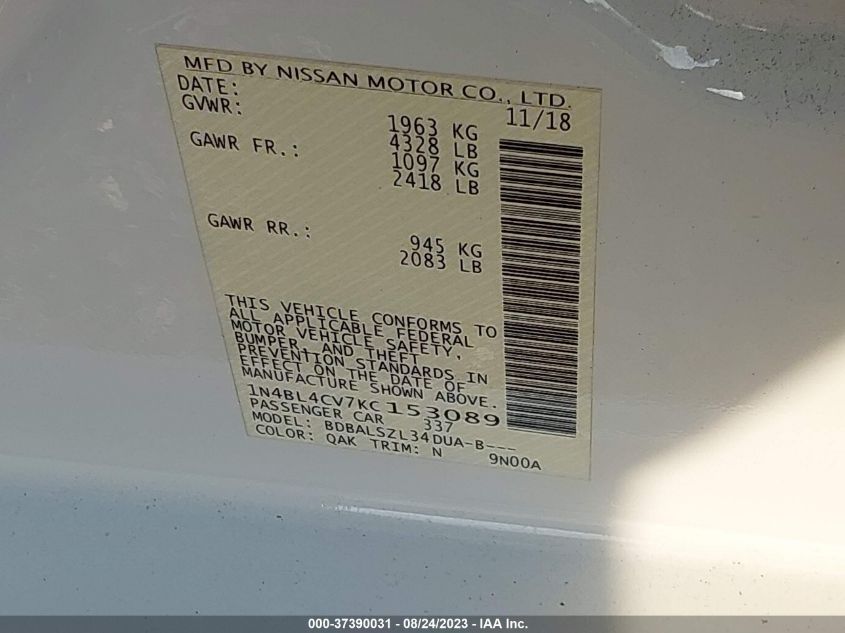 MFD BY NISSAN MOTOR CO., LTD.
DATE: 11/18
GVWR: 1963 KG
4328 LB
GAWR FR.: 1097 KG
2418 LB
GAWR RR.: 945 KG
2083 LB
THIS VEHICLE CONFORMS TO
ALL APPLICABLE FEDERAL
MOTOR VEHICLE SAFETY,
BUMPER, AND THEFT
PREVENTION STANDARDS IN
EFFECT ON THE DATE OF
MANUFACTURE SHOWN ABOVE.
1N4BL4CV7KC153089
PASSENGER CAR 337
MODEL: BDBALSZL34DUA-B---
COLOR: QAK TRIM: N 9N00A
000-37390031 - 08/24/2023 - IAA Inc.